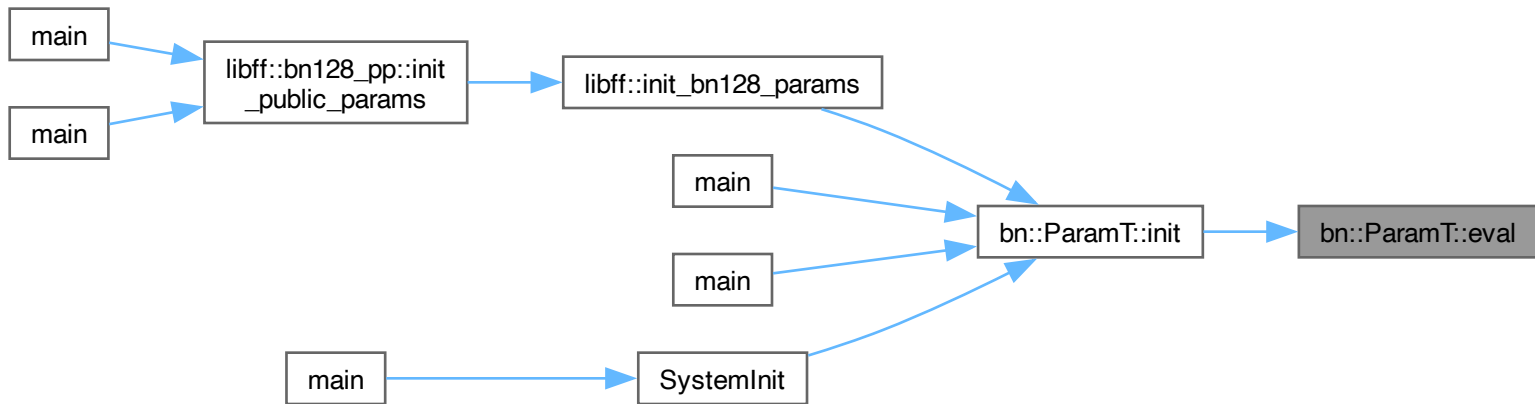 main
libff::bn128_pp::init
_public_params
main
libff::init_bn128_params
main
main
bn::ParamT::init
bn::ParamT::eval
main
SystemInit